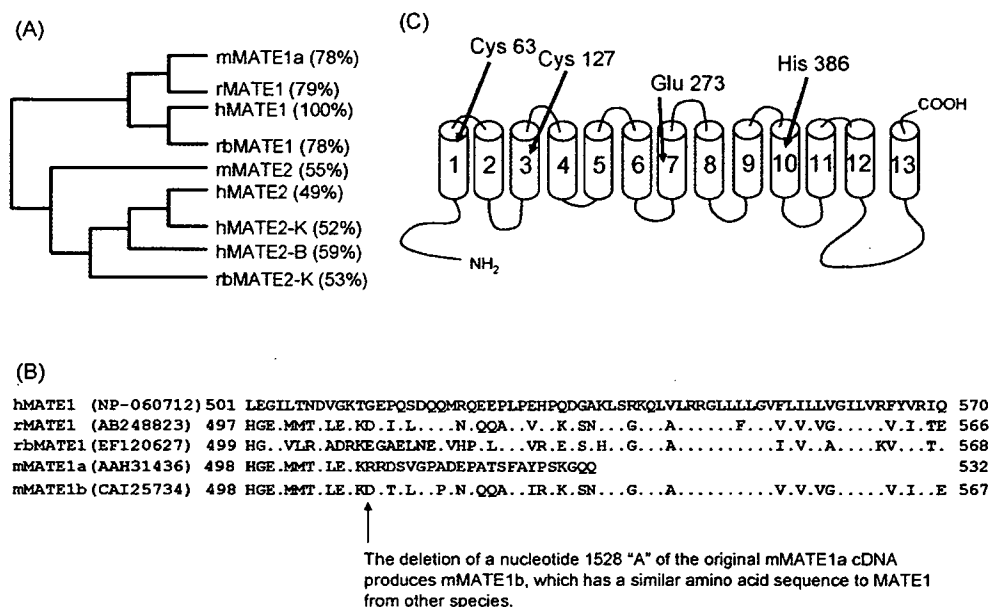 (A)
mMATE1a (78%)
rMATE1 (79%)
hMATE1 (100%)
rbMATE1 (78%)
mMATE2 (55%)
hMATE2 (49%)
hMATE2-K (52%)
hMATE2-B (59%)
rbMATE2-K (53%)
(C)
Cys 63
Cys 127
Glu 273
His 386
COOH
1 2 3 4 5 6 7 8 9 10 11 12 13
NH2
(B)
hMATE1 (NP-060712) 501 LEGILTNDVGKTGEPQSDQQMRQEEPLPEHPQDGAKLSRKQLVLRRGLLLLGVFLILLVGILVRFYVRIQ 570
rMATE1 (AB248823) 497 HGE.MMT.LE.KD.I.L....N.QQA...V..K.SN...G...A......F....V.V.VG.....V.I.TE 566
rbMATE1(EF120627) 499 HG..VLR.ADRKEGAELNE.VHP.L...VR.E.S.H..G...A...........I.V..A....KV..T. 568
mMATE1a(AAH31436) 498 HGE.MMT.LE.KRRDSVGPADEPATSFAYPSKGQQ 532
mMATE1b(CAI25734) 498 HGE.MMT.LE.KD.T.L..P.N.QQA..IR.K.SN...G...A...........V.V.VG.....V.I..E 567
The deletion of a nucleotide 1528 "A" of the original mMATE1a cDNA
produces mMATE1b, which has a similar amino acid sequence to MATE1
from other species.